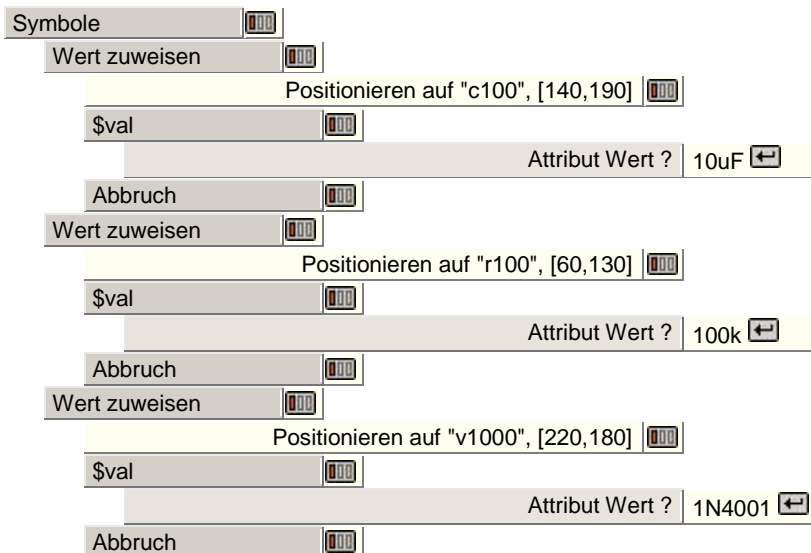 Symbole
Wert zuweisen
Positionieren auf "c100", [140,190]
$val
Attribut Wert ? 10uF
Abbruch
Wert zuweisen
Positionieren auf "r100", [60,130]
$val
Attribut Wert ? 100k
Abbruch
Wert zuweisen
Positionieren auf "v1000", [220,180]
$val
Attribut Wert ? 1N4001
Abbruch